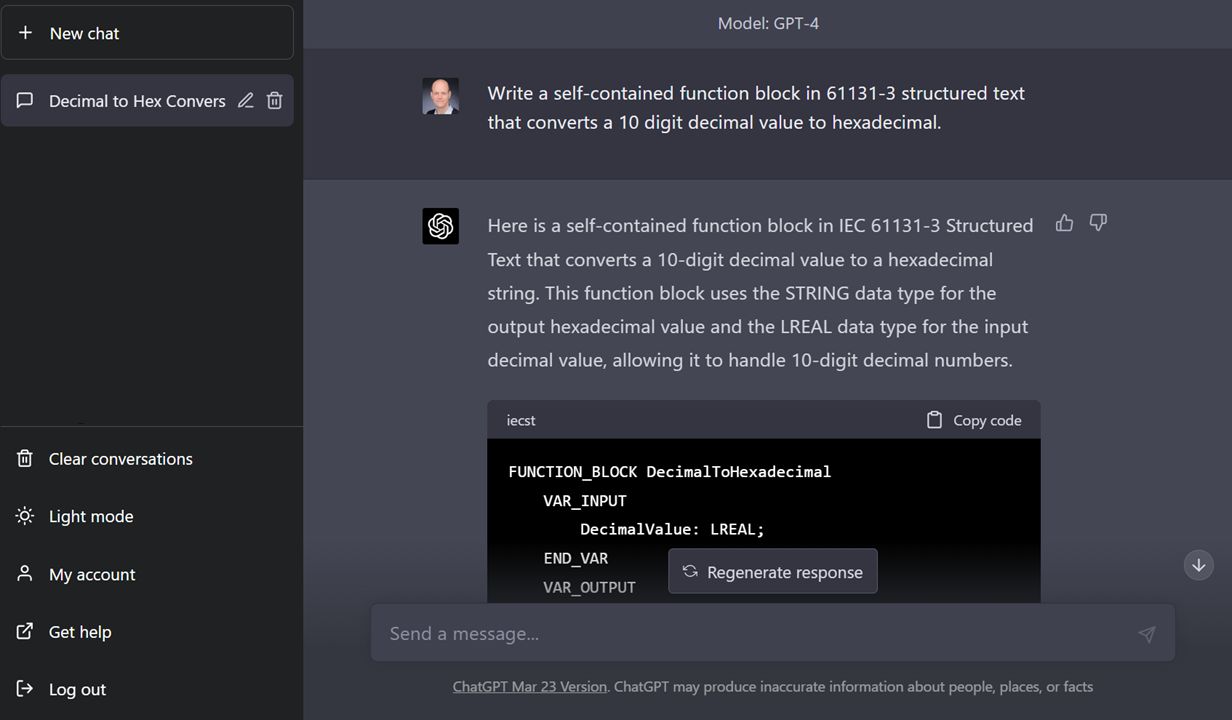 New chat
Decimal to Hex Convers
Clear conversations
Light mode
My account
Get help
Log out
Model: GPT-4
Write a self-contained function block in 61131-3 structured text
that converts a 10 digit decimal value to hexadecimal.
Here is a self-contained function block in IEC 61131-3 Structured
Text that converts a 10-digit decimal value to a hexadecimal
string. This function block uses the STRING data type for the
output hexadecimal value and the LREAL data type for the input
decimal value, allowing it to handle 10-digit decimal numbers.
iecst Copy code
FUNCTION_BLOCK DecimalToHexadecimal
VAR_INPUT
DecimalValue: LREAL;
END_VAR
VAR_OUTPUT
Regenerate response
Send a message...
ChatGPT Mar 23 Version. ChatGPT may produce inaccurate information about people, places, or facts